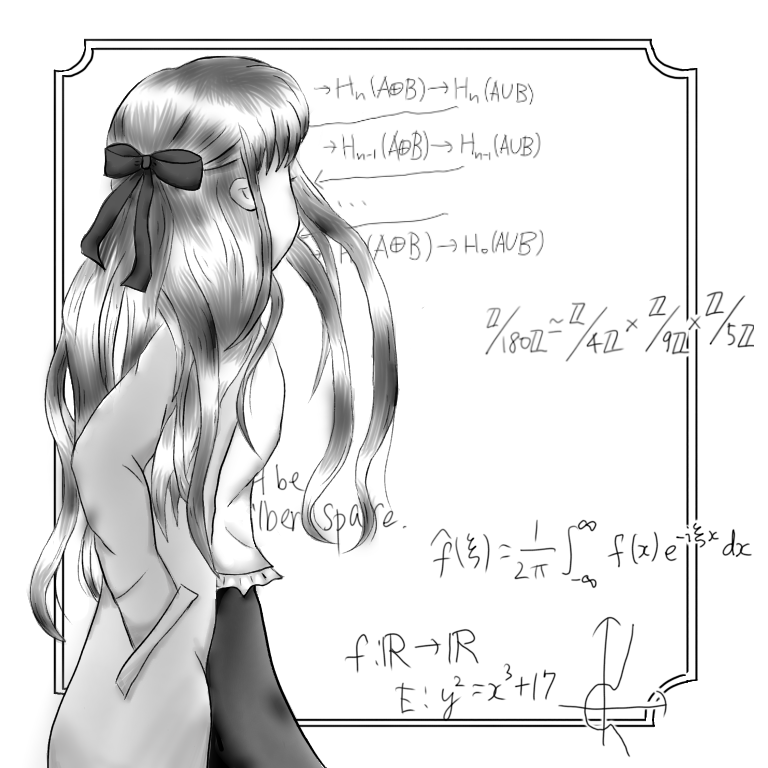 → Hₙ(A⊕B) → Hₙ(A∪B)
→ Hₙ₋₁(A⊕B) → Hₙ₋₁(A∪B)
...
→ H (A⊕B) → H₀(A∪B)
ℤ/180ℤ ≃ ℤ/4ℤ × ℤ/9ℤ × ℤ/5ℤ
H be
lber space.
f̂(ξ) = 1/2π ∫_{-∞}^{∞} f(x) e^{-iξx} dx
f: ℝ → ℝ
E: y² = x³ + 17